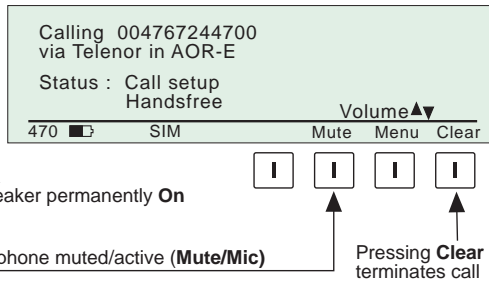 Calling 004767244700
via Telenor in AOR-E
Status : Call setup
Handsfree
Volume
470 SIM Mute Menu Clear
eaker permanently On
ophone muted/active (Mute/Mic)
Pressing Clear
terminates call